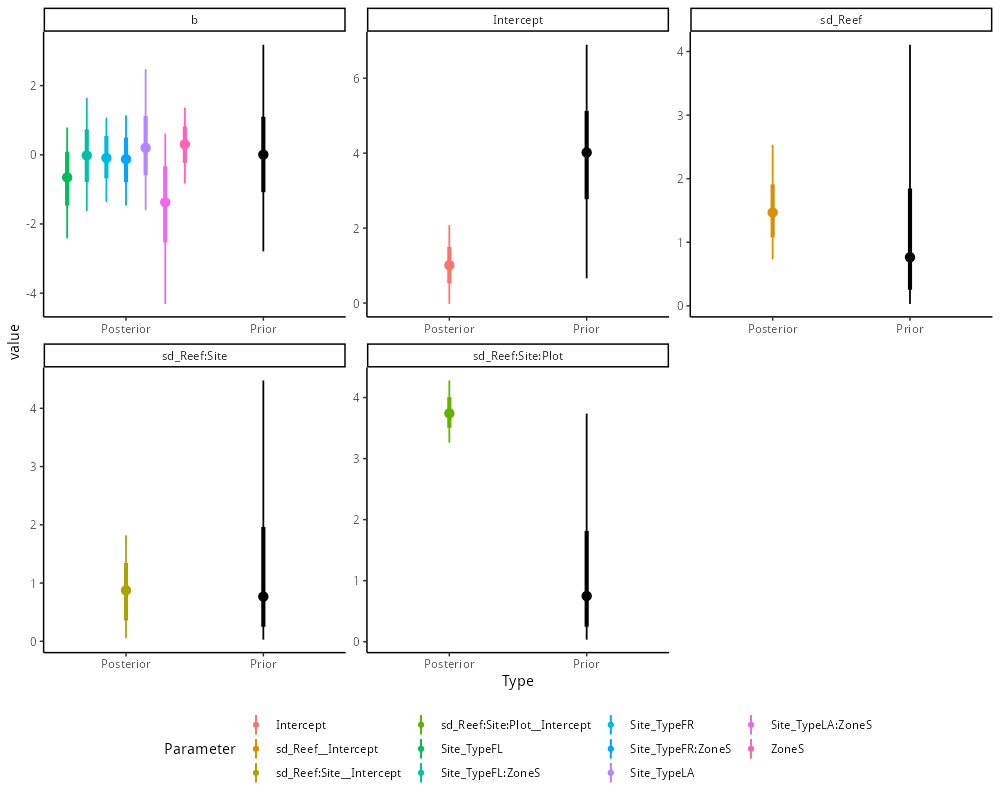 b
Intercept
sd_Reef
2
0
-2
-4
Posterior
Prior
6
4
2
0
Posterior
Prior
4
3
2
1
0
Posterior
Prior
value
sd_Reef:Site
sd_Reef:Site:Plot
4
3
2
1
0
Posterior
Prior
4
3
2
1
0
Posterior
Prior
Type
Parameter
Intercept
sd_Reef__Intercept
sd_Reef:Site__Intercept
sd_Reef:Site:Plot__Intercept
Site_TypeFL
Site_TypeFL:ZoneS
Site_TypeFR
Site_TypeFR:ZoneS
Site_TypeLA
Site_TypeLA:ZoneS
ZoneS